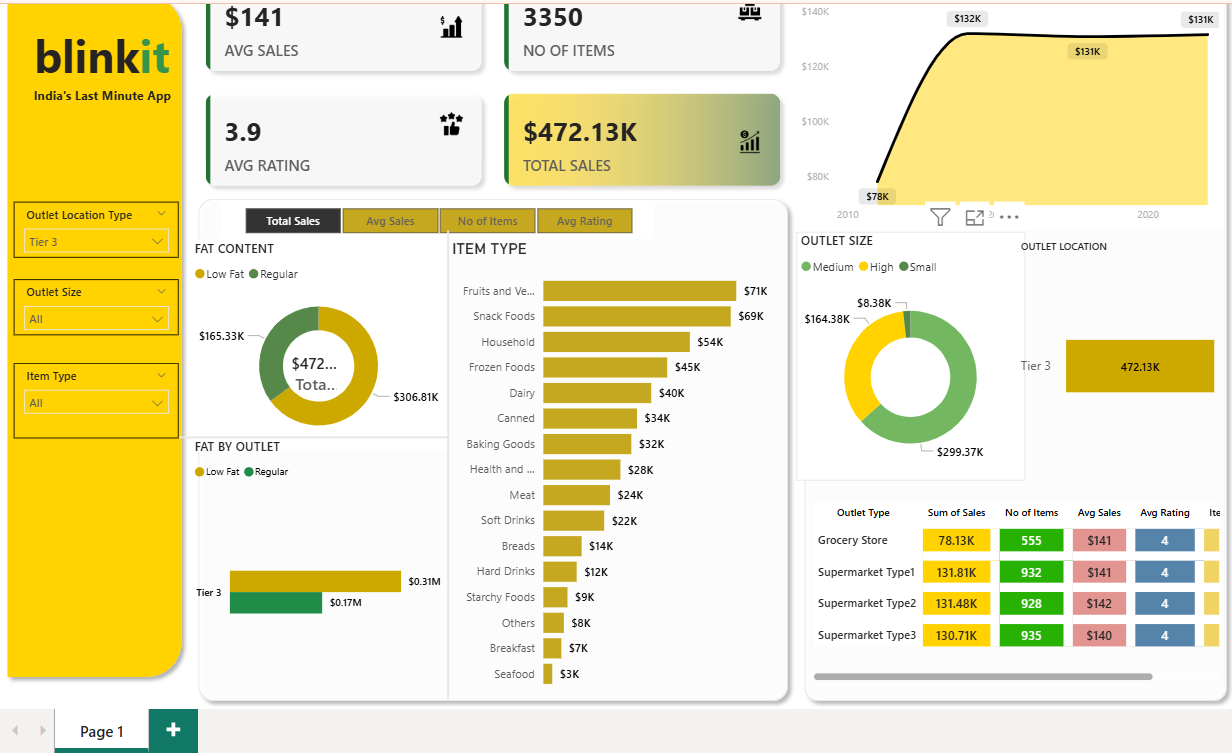 blinkit
India's Last Minute App
Outlet Location Type
Tier 3
Outlet Size
All
Item Type
All
$141
AVG SALES
3350
NO OF ITEMS
3.9
AVG RATING
$472.13K
TOTAL SALES
$140K
$120K
$100K
$80K
$132K
$131K
$131K
$78K
2010
2020
Total Sales
Avg Sales
No of Items
Avg Rating
FAT CONTENT
Low Fat
Regular
$165.33K
$472...
Tota...
$306.81K
FAT BY OUTLET
Low Fat
Regular
Tier 3
$0.31M
$0.17M
ITEM TYPE
Fruits and Ve... $71K
Snack Foods $69K
Household $54K
Frozen Foods $45K
Dairy $40K
Canned $34K
Baking Goods $32K
Health and ... $28K
Meat $24K
Soft Drinks $22K
Breads $14K
Hard Drinks $12K
Starchy Foods $9K
Others $8K
Breakfast $7K
Seafood $3K
OUTLET SIZE
Medium
High
Small
$8.38K
$164.38K
$299.37K
OUTLET LOCATION
Tier 3
472.13K
Outlet Type Sum of Sales No of Items Avg Sales Avg Rating Ite
Grocery Store 78.13K 555 $141 4
Supermarket Type1 131.81K 932 $141 4
Supermarket Type2 131.48K 928 $142 4
Supermarket Type3 130.71K 935 $140 4
Page 1